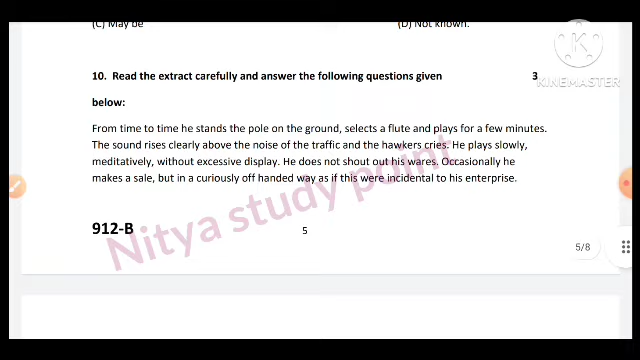 (C) May be (D) Not known.
10. Read the extract carefully and answer the following questions given 3
below:
From time to time he stands the pole on the ground, selects a flute and plays for a few minutes.
The sound rises clearly above the noise of the traffic and the hawkers cries. He plays slowly,
meditatively, without excessive display. He does not shout out his wares. Occasionally he
makes a sale, but in a curiously off handed way as if this were incidental to his enterprise.
912-B
5
5/8
Nitya study point
K
KINEMASTER